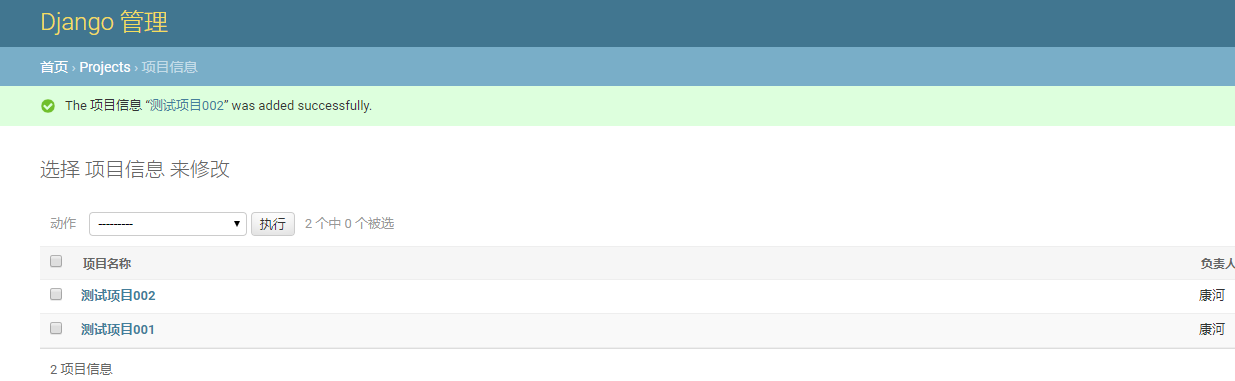 Django 管理
首页 › Projects › 项目信息
The 项目信息 “测试项目002” was added successfully.
选择 项目信息 来修改
动作 --------- 执行 2 个中 0 个被选
项目名称 负责人
测试项目002 康河
测试项目001 康河
2 项目信息